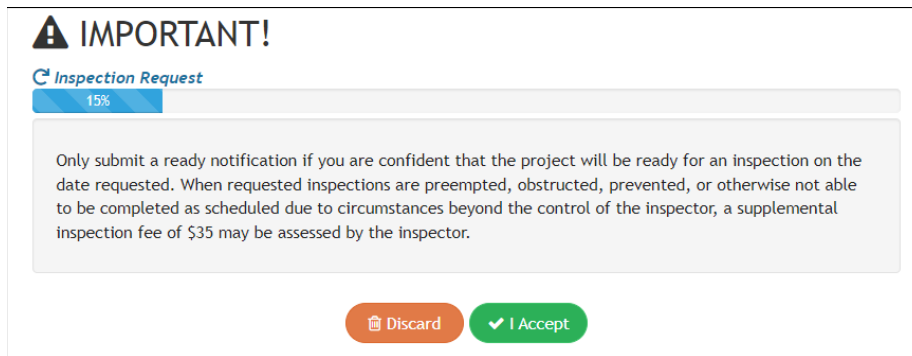 IMPORTANT!
Inspection Request
15%
Only submit a ready notification if you are confident that the project will be ready for an inspection on the
date requested. When requested inspections are preempted, obstructed, prevented, or otherwise not able
to be completed as scheduled due to circumstances beyond the control of the inspector, a supplemental
inspection fee of $35 may be assessed by the inspector.
Discard
I Accept